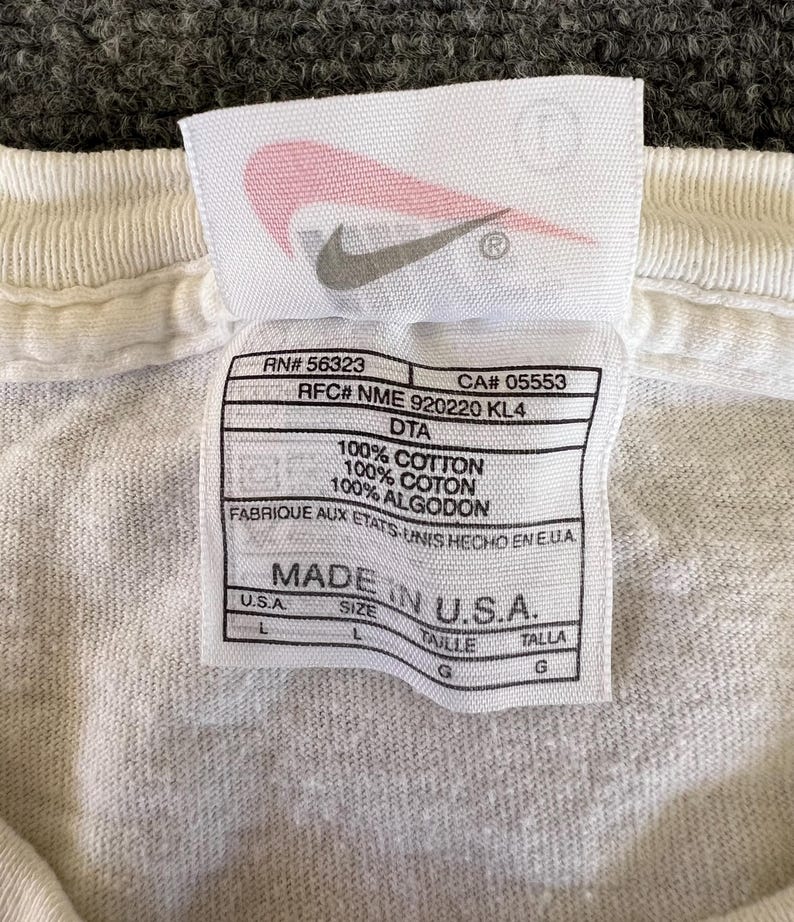 ®
RN# 56323 CA# 05553
RFC# NME 920220 KL4
DTA
100% COTTON
100% COTON
100% ALGODON
FABRIQUE AUX ETATS-UNIS HECHO EN E.U.A.
MADE IN U.S.A.
U.S.A. SIZE TAILLE TALLA
L L G G